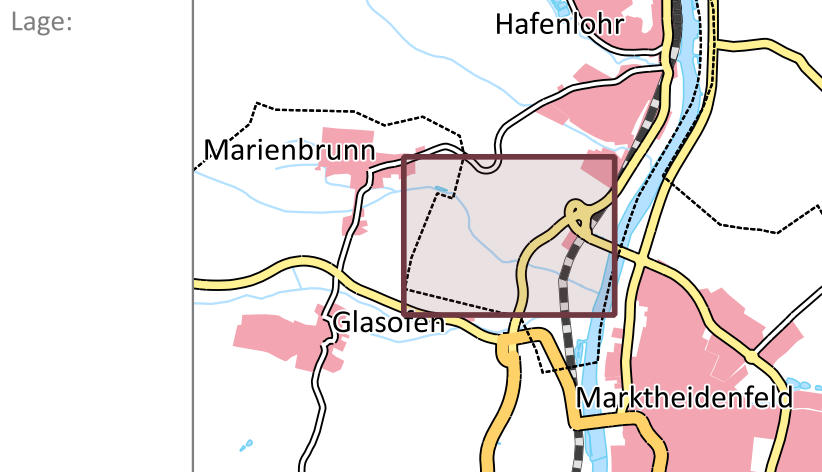 Lage:
Hafenlohr
Marienbrunn
Glasofen
Marktheidenfeld